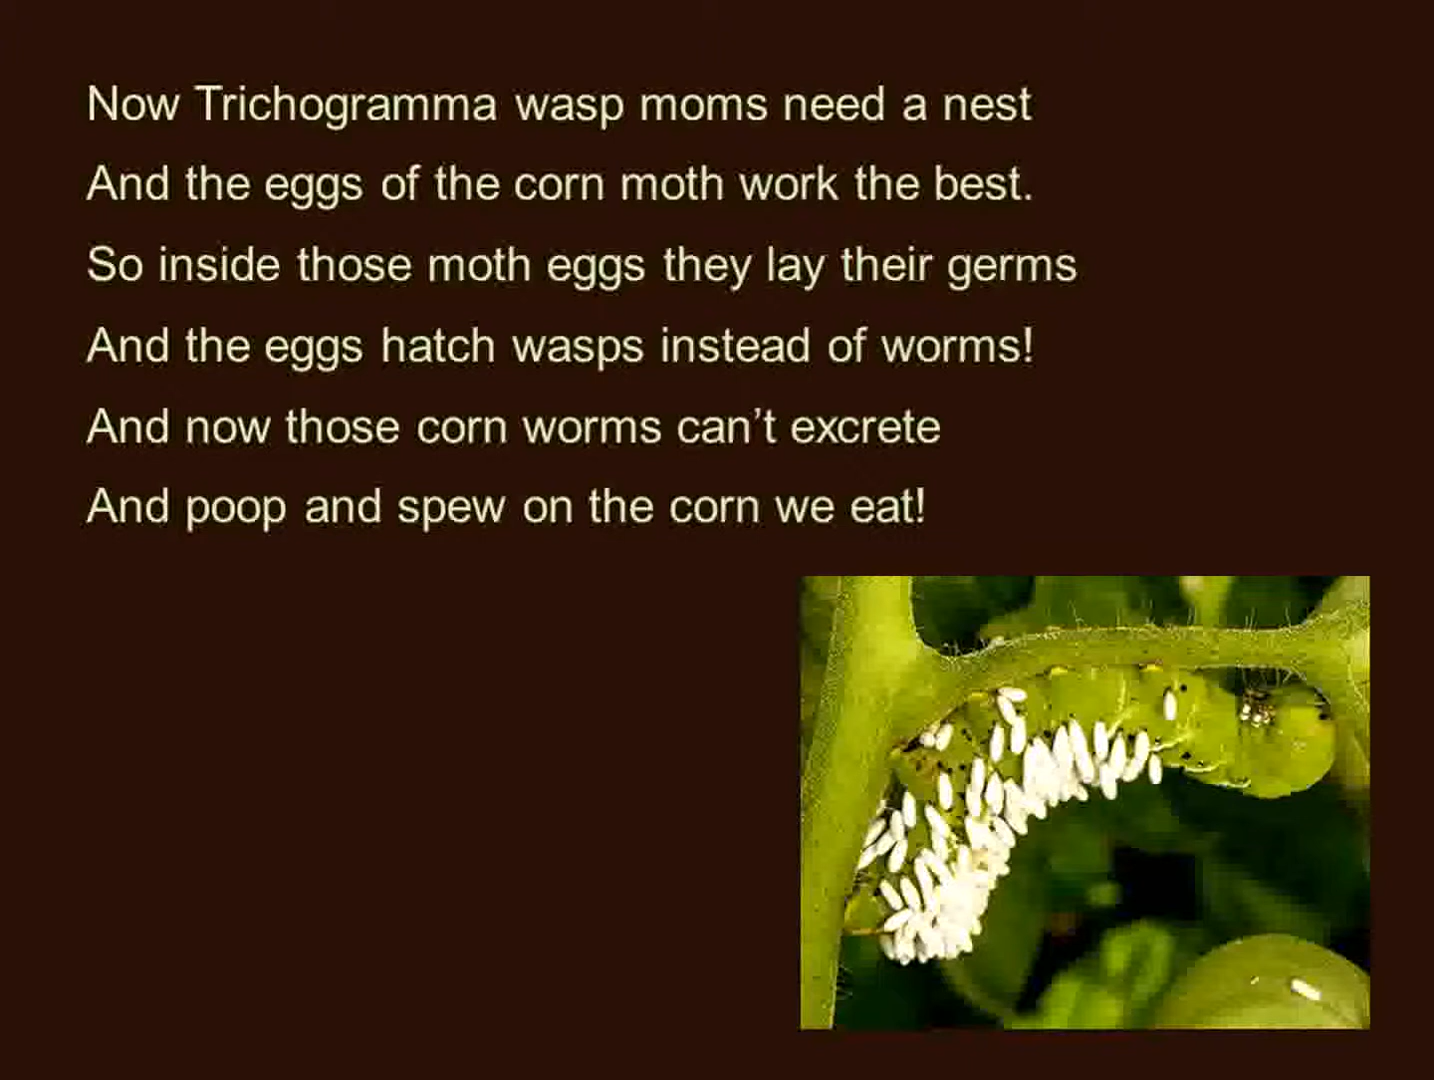 Now Trichogramma wasp moms need a nest
And the eggs of the corn moth work the best.
So inside those moth eggs they lay their germs
And the eggs hatch wasps instead of worms!
And now those corn worms can’t excrete
And poop and spew on the corn we eat!